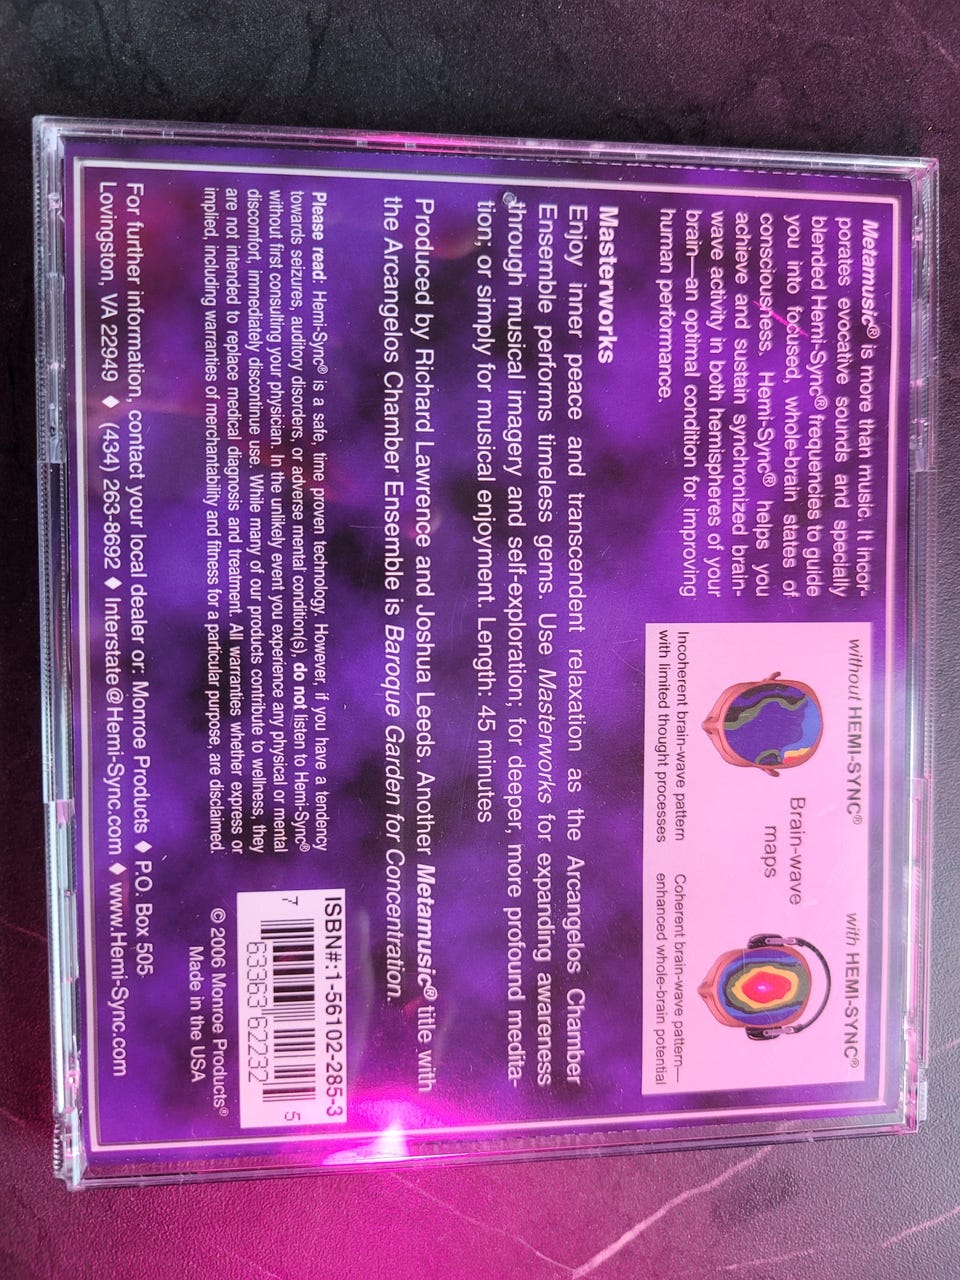 Metamusic® is more than music. It incor-
porates evocative sounds and specially
blended Hemi-Sync® frequencies to guide
you into focused, whole-brain states of
consciousness. Hemi-Sync® helps you
achieve and sustain synchronized brain-
wave activity in both hemispheres of your
brain—an optimal condition for improving
human performance.
without HEMI-SYNC®
with HEMI-SYNC®
Brain-wave
maps
Incoherent brain-wave pattern
with limited thought processes
Coherent brain-wave pattern—
enhanced whole-brain potential
Masterworks
Enjoy inner peace and transcendent relaxation as the Arcangelos Chamber
Ensemble performs timeless gems. Use Masterworks for expanding awareness
through musical imagery and self-exploration; for deeper, more profound medita-
tion; or simply for musical enjoyment. Length: 45 minutes
Produced by Richard Lawrence and Joshua Leeds. Another Metamusic® title with
the Arcangelos Chamber Ensemble is Baroque Garden for Concentration.
Please read: Hemi-Sync® is a safe, time proven technology. However, if you have a tendency
towards seizures, auditory disorders, or adverse mental condition(s), do not listen to Hemi-Sync®
without first consulting your physician. In the unlikely event you experience any physical or mental
discomfort, immediately discontinue use. While many of our products contribute to wellness, they
are not intended to replace medical diagnosis and treatment. All warranties whether express or
implied, including warranties of merchantability and fitness for a particular purpose, are disclaimed.
ISBN#:1-56102-285-3
7 63363 62232 5
© 2006 Monroe Products®
Made in the USA
For further information, contact your local dealer or: Monroe Products ♦ P.O. Box 505
Lovingston, VA 22949 ♦ (434) 263-8692 ♦ Interstate@Hemi-Sync.com ♦ www.Hemi-Sync.com